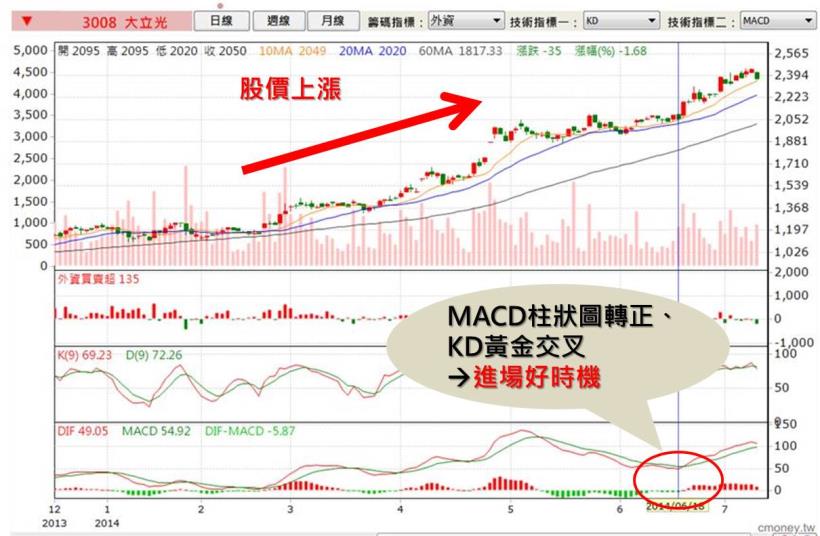 ▼ 3008 大立光 日線 週線 月線 籌碼指標：外資 技術指標一：KD 技術指標二：MACD
開 2095 高 2095 低 2020 收 2050 10MA 2049 20MA 2020 60MA 1817.33 漲跌 -35 漲幅(%) -1.68
股價上漲
5,000
4,500
4,000
3,500
3,000
2,500
2,000
1,500
1,000
500
0
2,565
2,394
2,223
2,052
1,881
1,710
1,539
1,368
1,197
1,026
外資買賣超 135
2,000
1,000
0
-1,000
MACD柱狀圖轉正、
KD黃金交叉
→進場好時機
K(9) 69.23 D(9) 72.26
100
50
DIF 49.05 MACD 54.92 DIF-MACD -5.87
150
100
50
0
12 1 2 3 4 5 6 2014/06/18 7
2013 2014
cmoney.tw